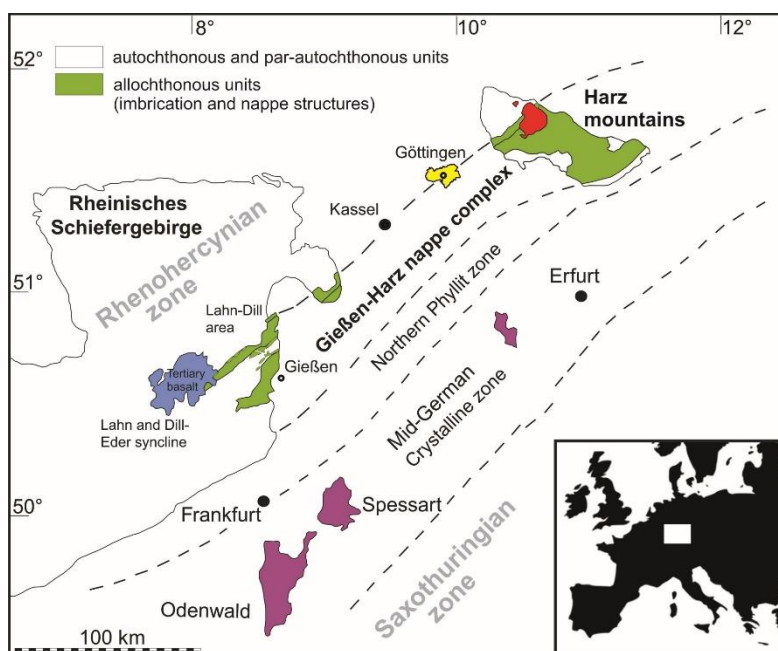 8°
10°
12°
52°
autochthonous and par-autochthonous units
allochthonous units
(imbrication and nappe structures)
Harz
mountains
Göttingen
Rheinisches
Schiefergebirge
Kassel
Rhenohercynian
zone
Gießen-Harz nappe complex
51°
Erfurt
Lahn-Dill
area
Northern Phyllit zone
Gießen
Tertiary
basalt
Mid-German
Crystalline zone
Lahn and Dill-
Eder syncline
50°
Frankfurt
Spessart
Saxothuringian
zone
Odenwald
100 km